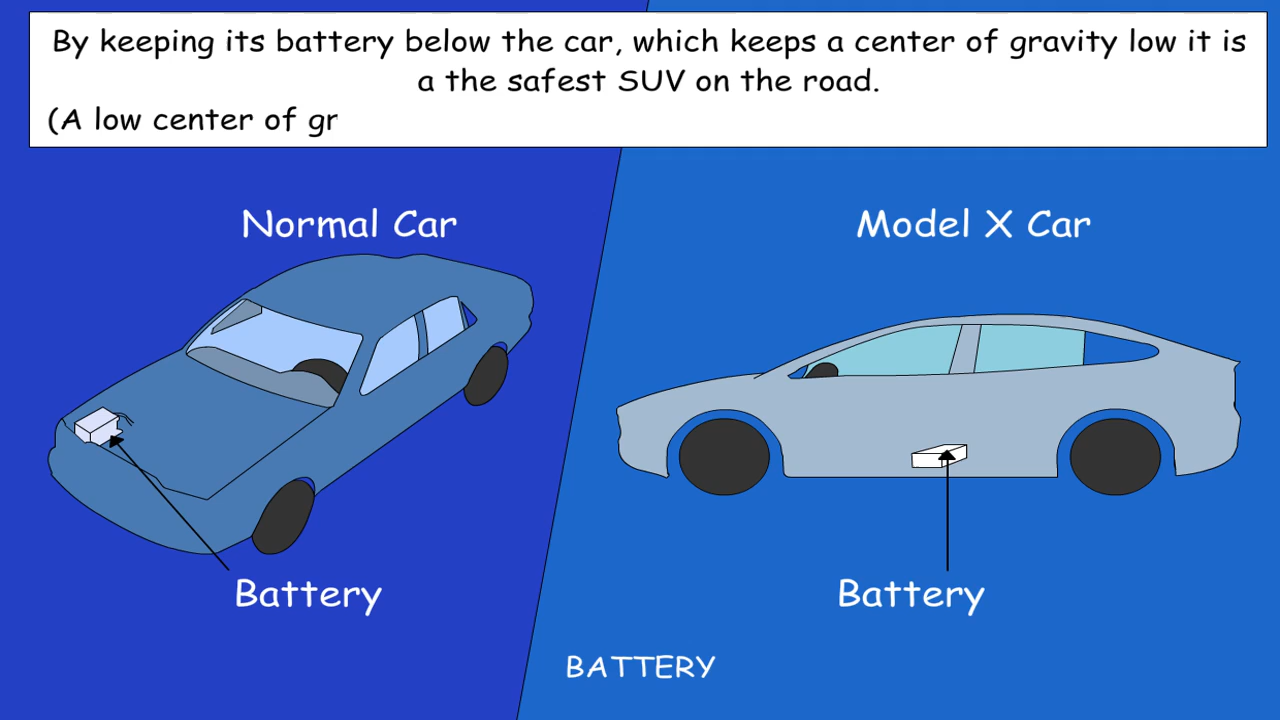 By keeping its battery below the car, which keeps a center of gravity low it is
a the safest SUV on the road.
(A low center of gr
Normal Car
Model X Car
Battery
Battery
BATTERY